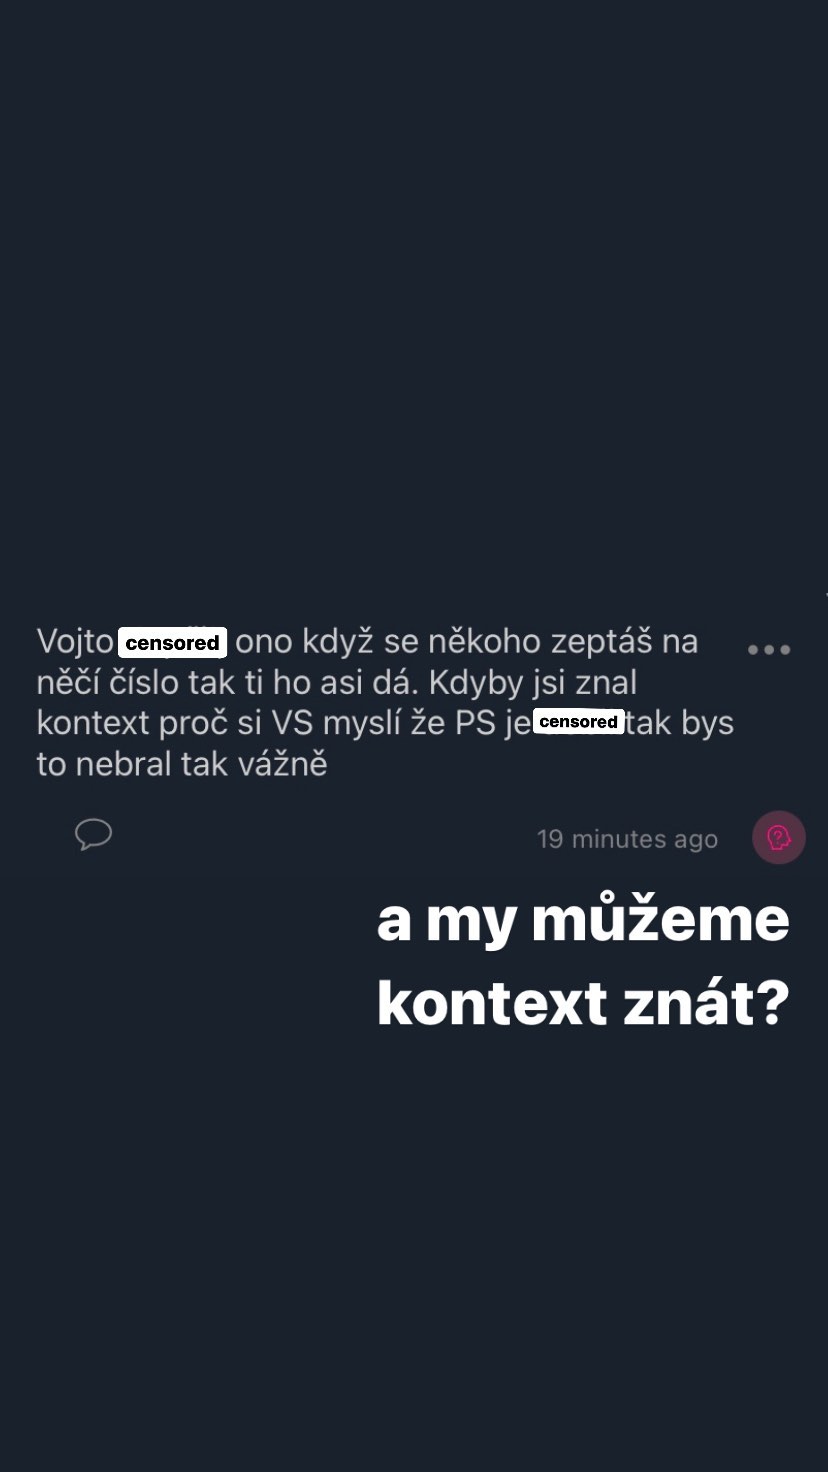 Vojto censored ono když se někoho zeptáš na
něčí číslo tak ti ho asi dá. Kdyby jsi znal
kontext proč si VS myslí že PS je censored tak bys
to nebral tak vážně
19 minutes ago
a my můžeme
kontext znát?